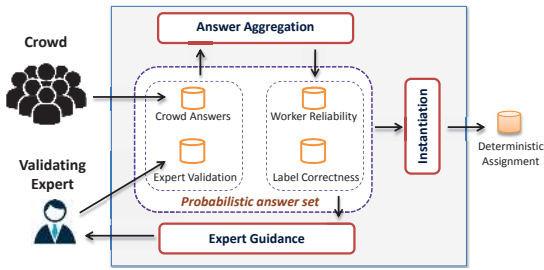 Answer Aggregation
Crowd
Crowd Answers
Worker Reliability
Instantiation
Validating
Expert
Expert Validation
Label Correctness
Deterministic
Assignment
Probabilistic answer set
Expert Guidance